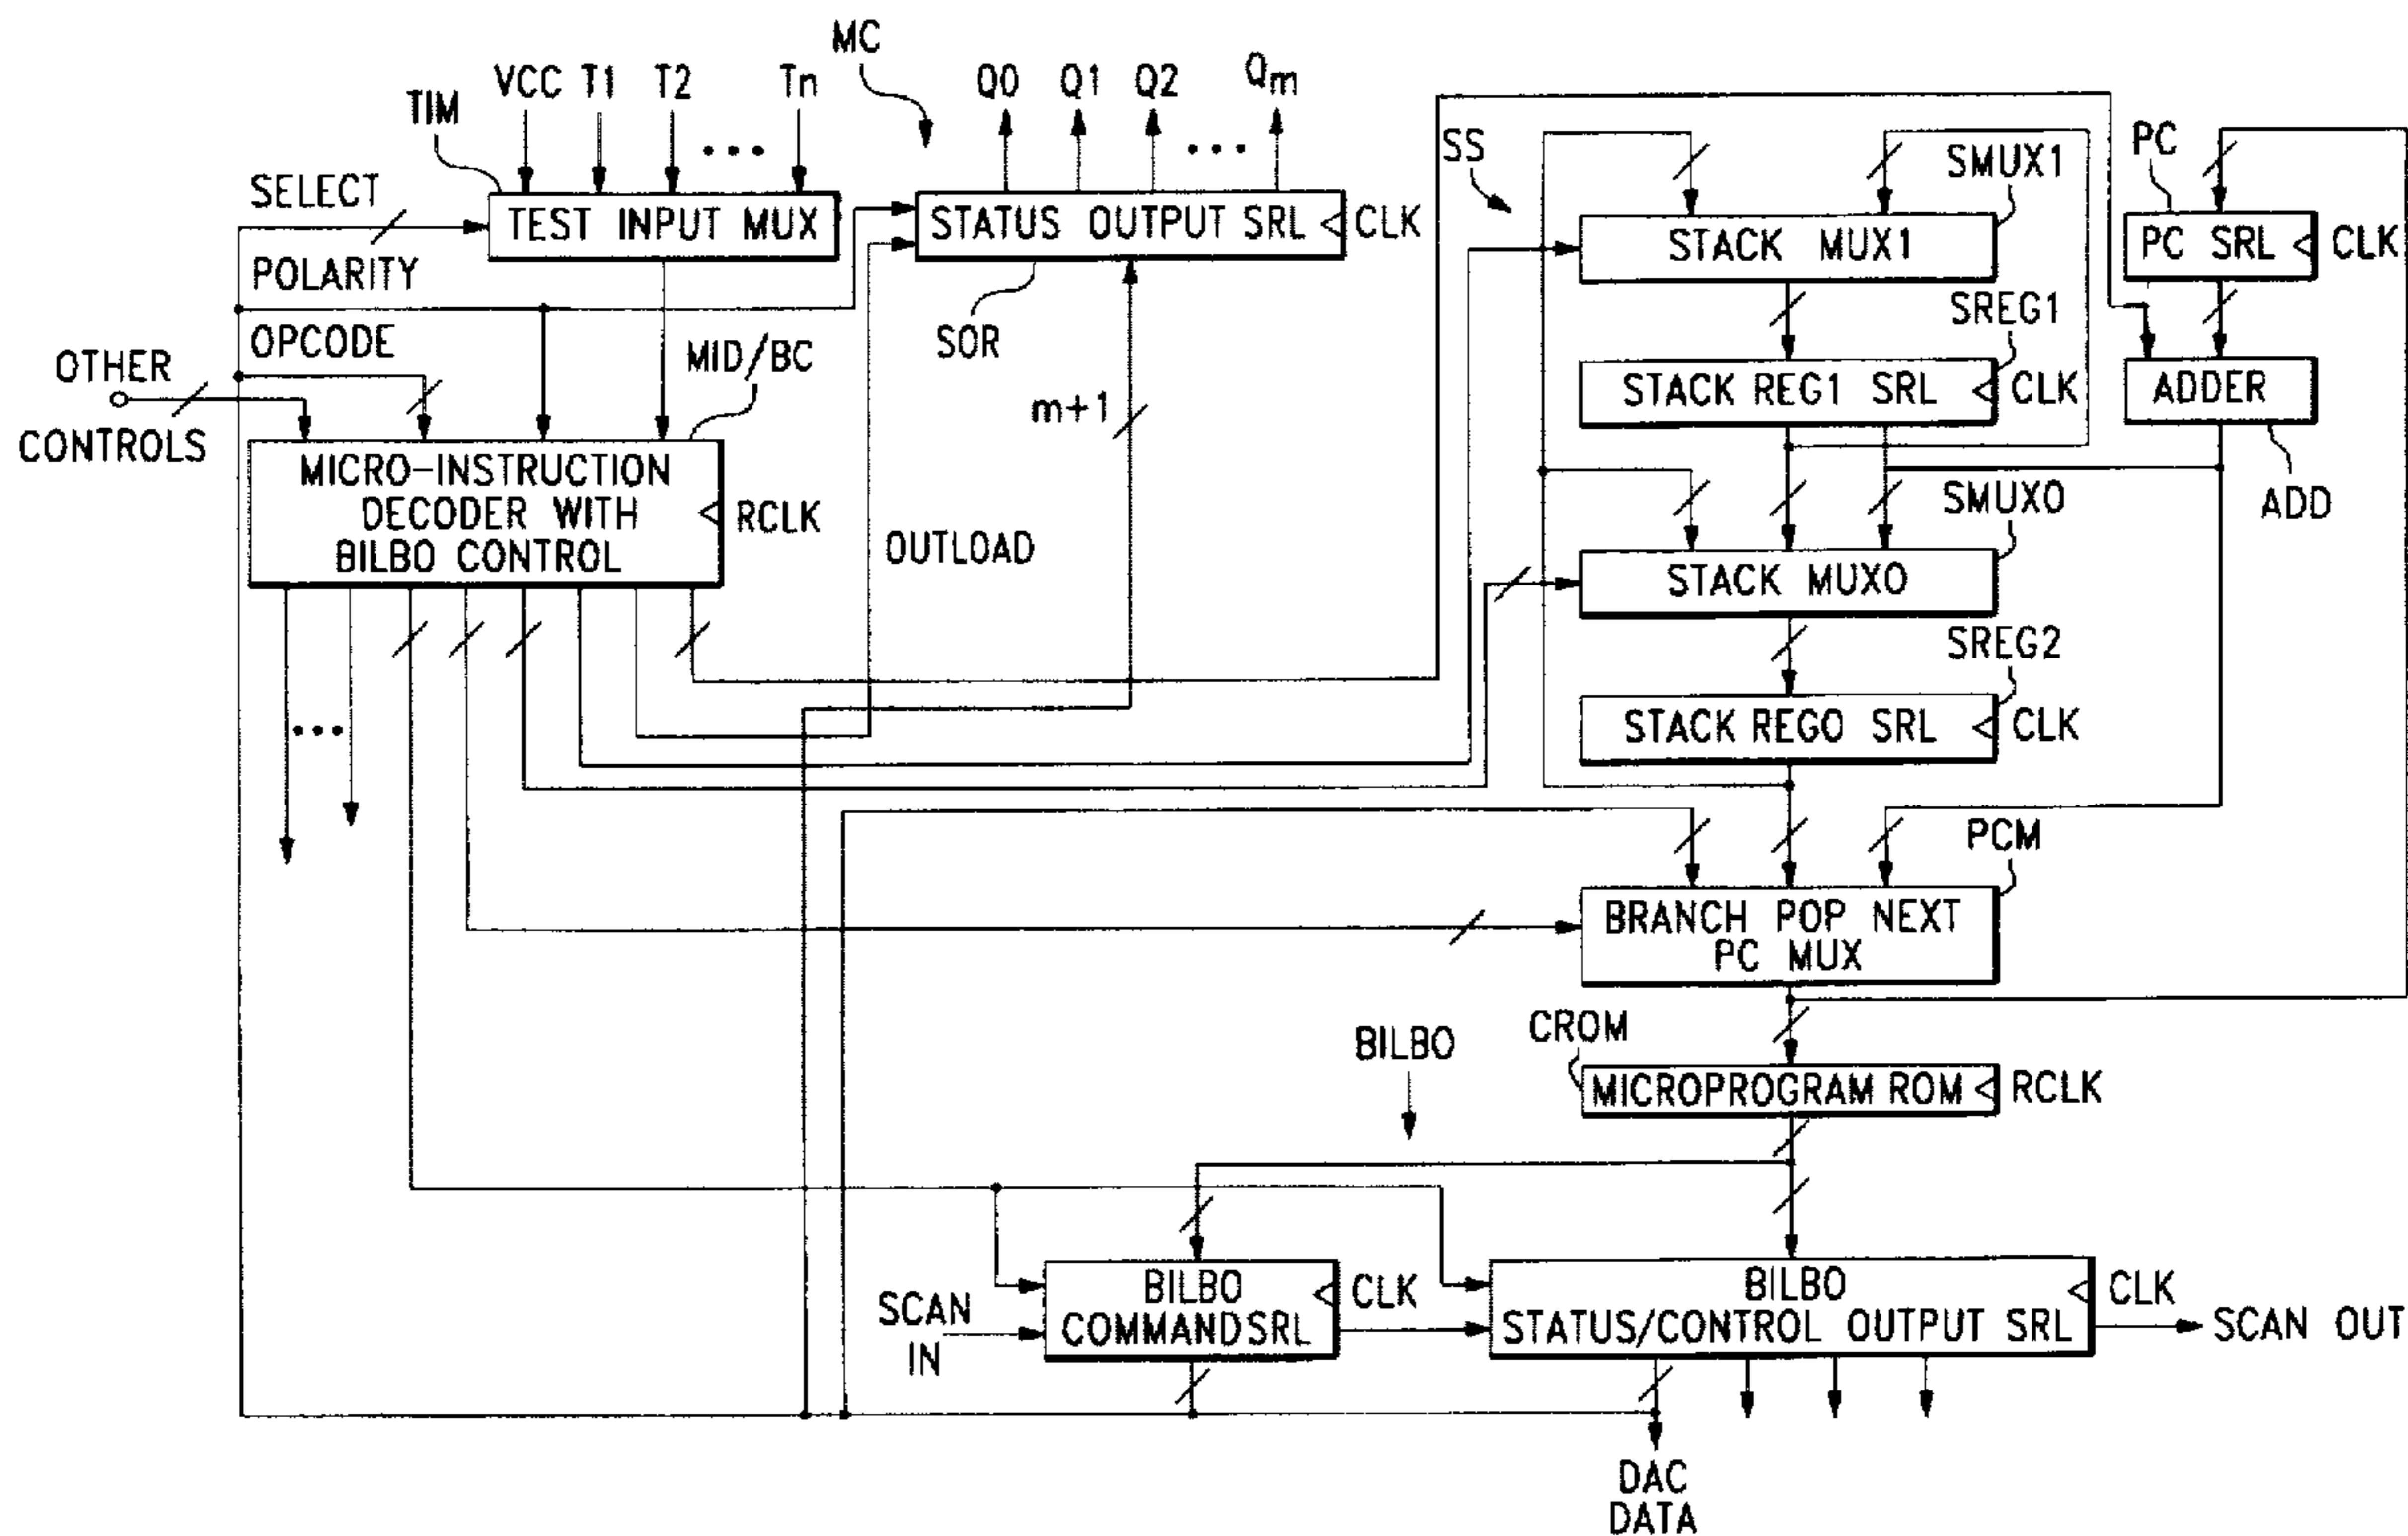 MC
VCC T1 T2 ••• Tn
Q0 Q1 Q2 ••• Qm
TIM
SELECT
TEST INPUT MUX
STATUS OUTPUT SRL
CLK
POLARITY
SOR
OPCODE
OTHER
CONTROLS
MID/BC
MICRO-INSTRUCTION
DECODER WITH
BILBO CONTROL
RCLK
m+1
OUTLOAD
•••
SS
SMUX1
STACK MUX1
PC
PC SRL
CLK
SREG1
STACK REG1 SRL
CLK
ADDER
ADD
SMUX0
STACK MUX0
SREG2
STACK REG0 SRL
CLK
PCM
BRANCH POP NEXT
PC MUX
CROM
MICROPROGRAM ROM
RCLK
BILBO
SCAN
IN
BILBO
COMMAND SRL
CLK
BILBO
STATUS/CONTROL OUTPUT SRL
CLK
SCAN OUT
DAC
DATA